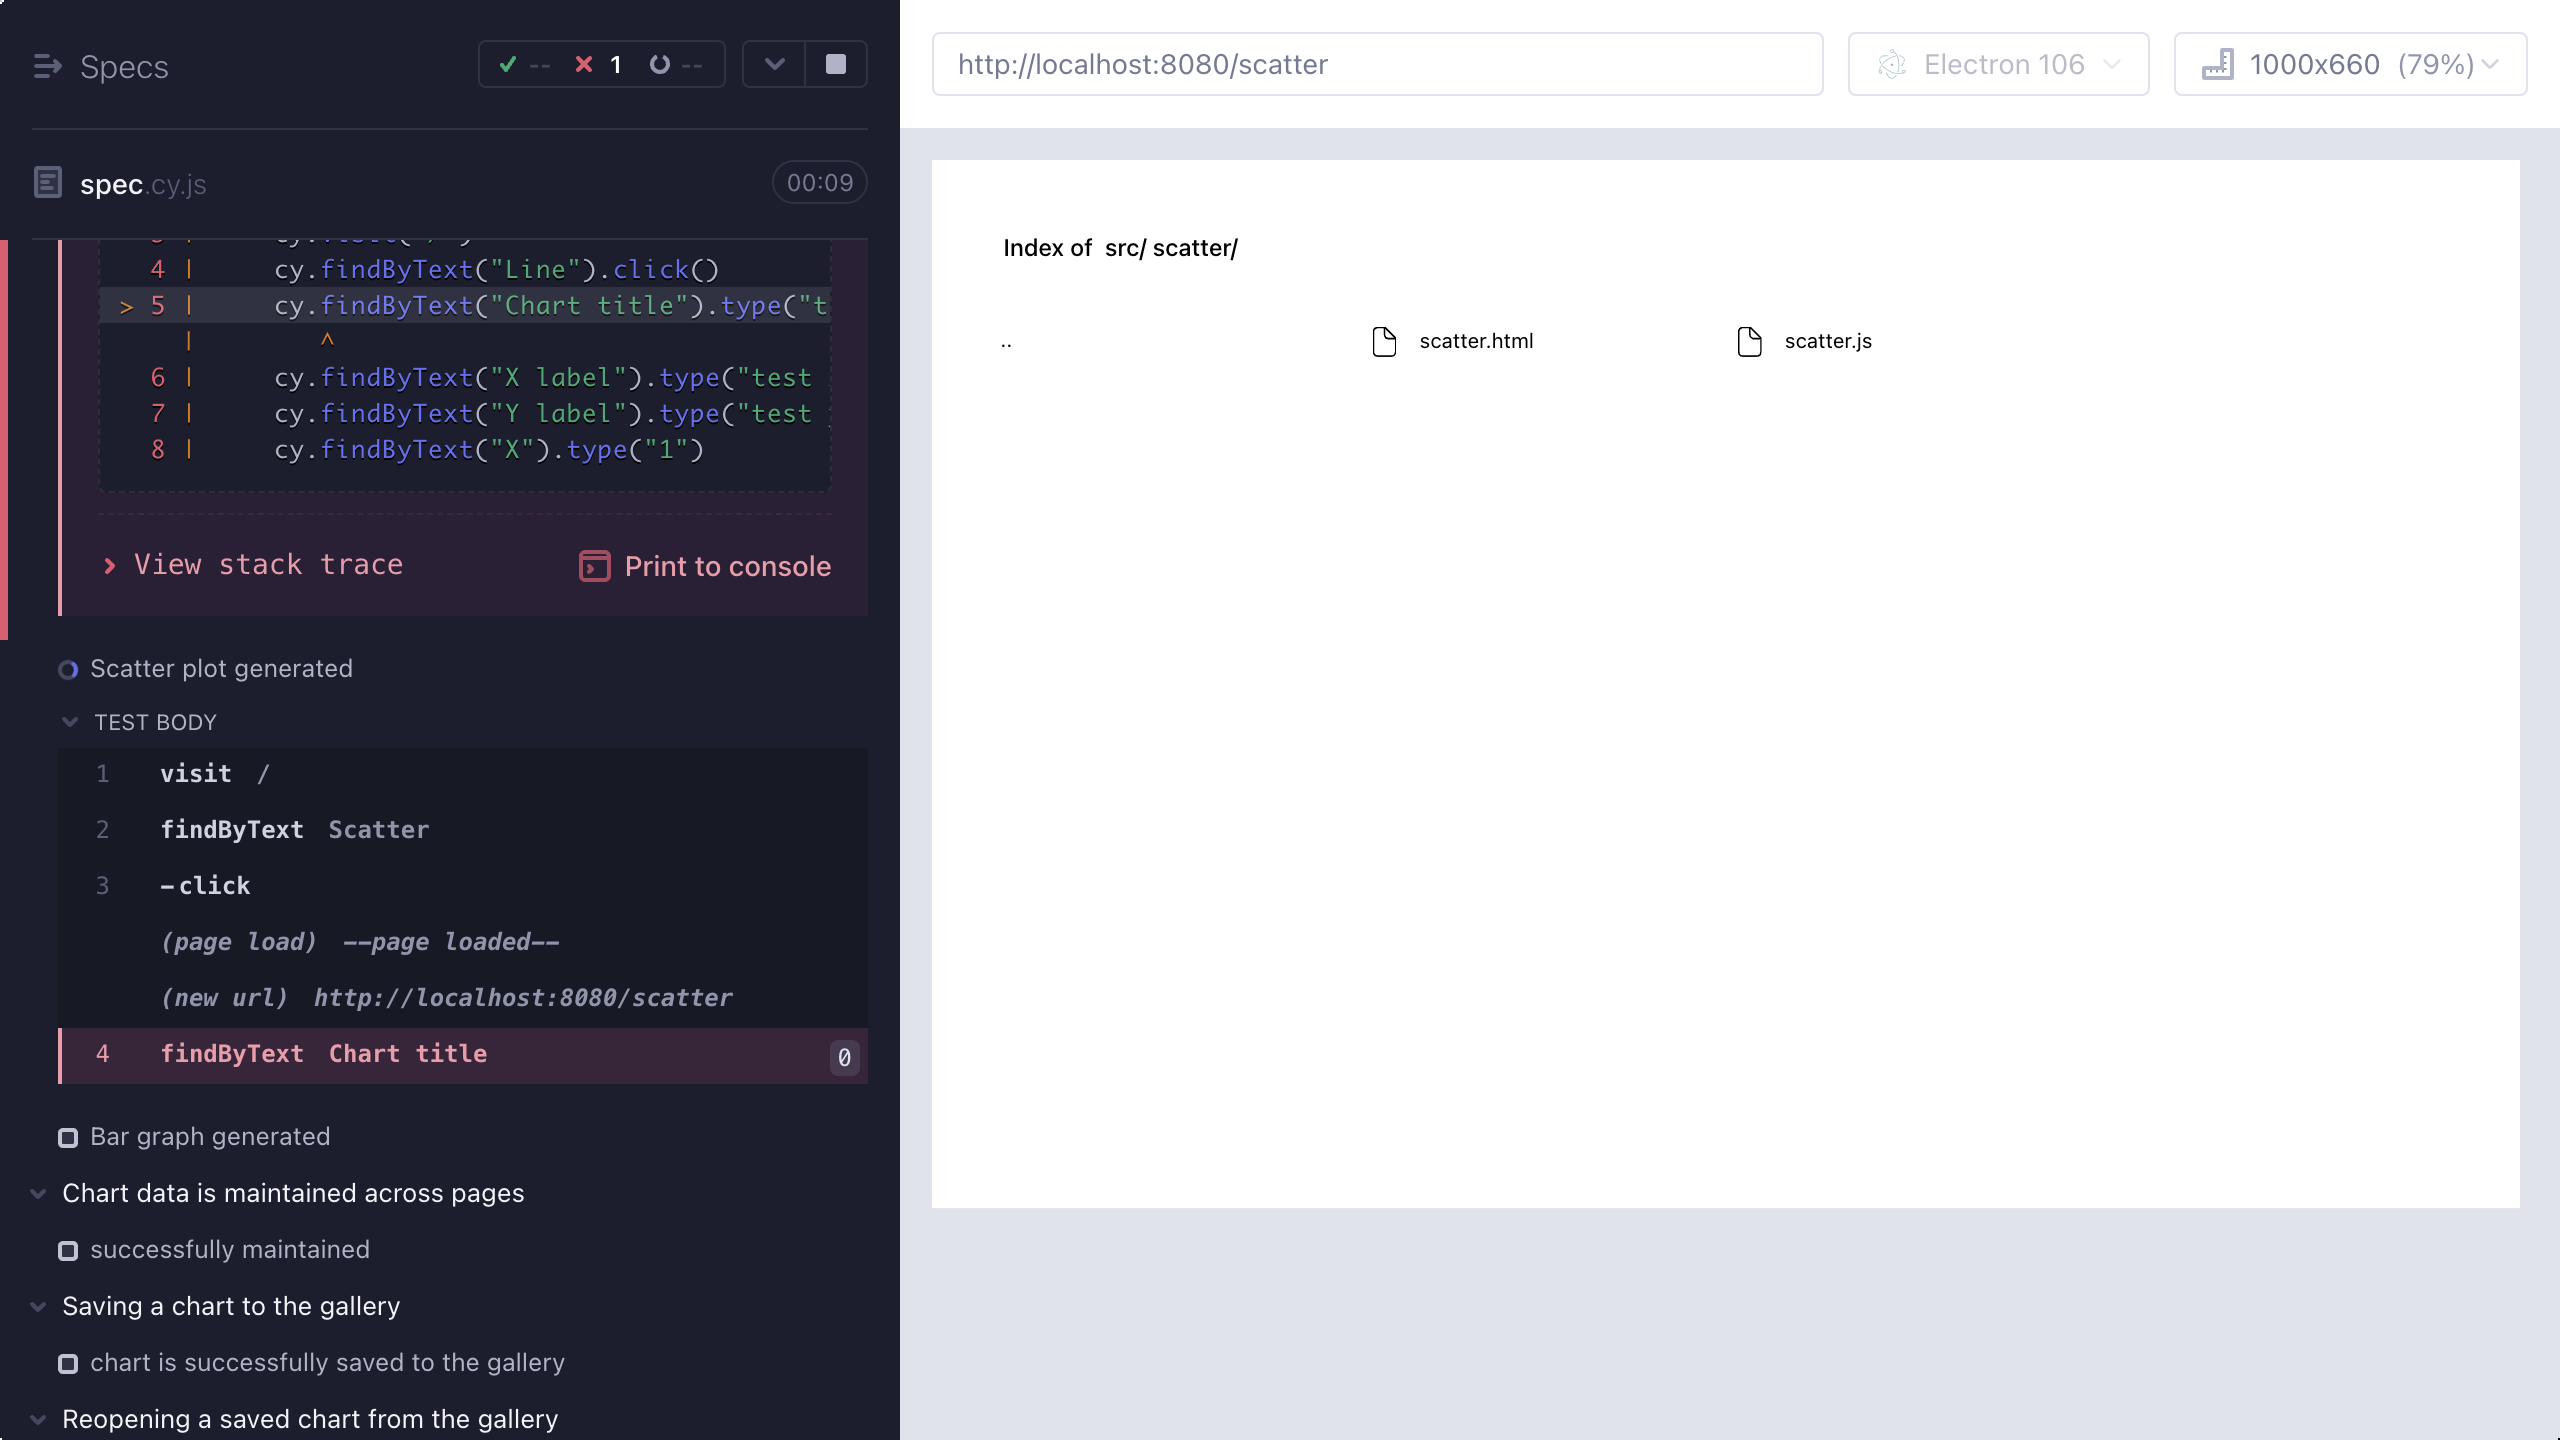 Specs
-- 1 --
spec.cy.js
00:09
4 | cy.findByText("Line").click()
> 5 | cy.findByText("Chart title").type("t
| ^
6 | cy.findByText("X label").type("test
7 | cy.findByText("Y label").type("test
8 | cy.findByText("X").type("1")
View stack trace
Print to console
Scatter plot generated
TEST BODY
1 visit /
2 findByText Scatter
3 -click
(page load) --page loaded--
(new url) http://localhost:8080/scatter
4 findByText Chart title 0
Bar graph generated
Chart data is maintained across pages
successfully maintained
Saving a chart to the gallery
chart is successfully saved to the gallery
Reopening a saved chart from the gallery
http://localhost:8080/scatter
Electron 106
1000x660 (79%)
Index of src/ scatter/
..
scatter.html
scatter.js